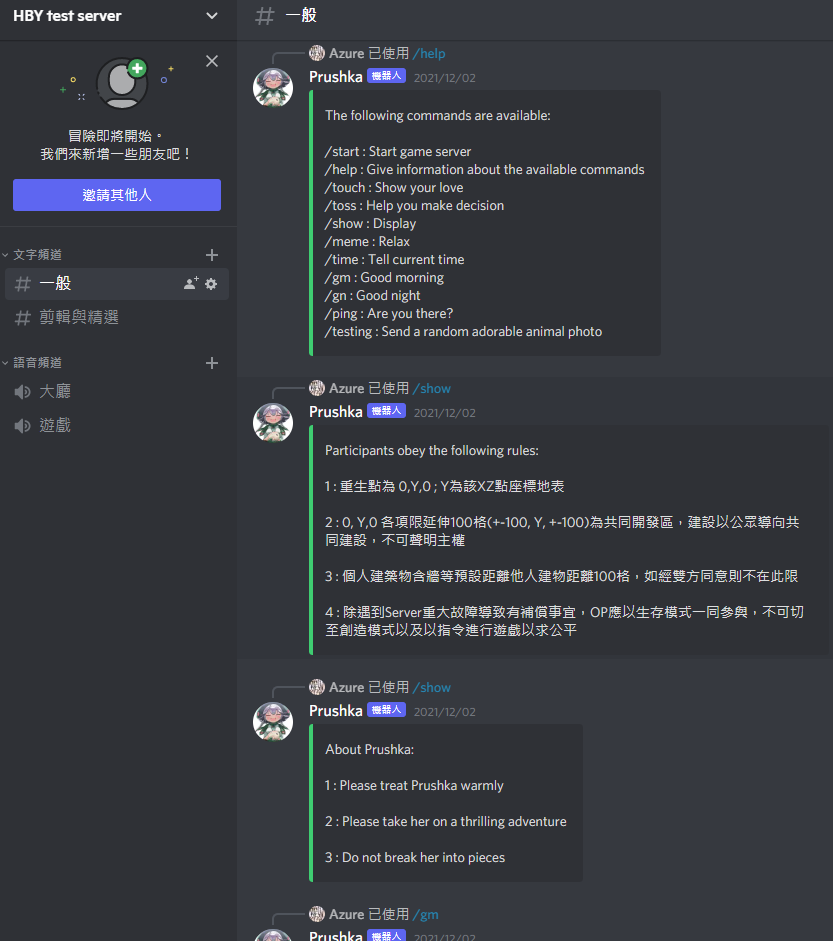 HBY test server
冒險即將開始。
我們來新增一些朋友吧！
邀請其他人
文字頻道
一般
剪輯與精選
語音頻道
大廳
遊戲
一般
Azure 已使用 /help
Prushka 機器人 2021/12/02
The following commands are available:
/start : Start game server
/help : Give information about the available commands
/touch : Show your love
/toss : Help you make decision
/show : Display
/meme : Relax
/time : Tell current time
/gm : Good morning
/gn : Good night
/ping : Are you there?
/testing : Send a random adorable animal photo
Azure 已使用 /show
Prushka 機器人 2021/12/02
Participants obey the following rules:
1 : 重生點為 0,Y,0 ; Y為該XZ點座標地表
2 : 0, Y,0 各項限延伸100格(+-100, Y, +-100)為共同開發區，建設以公眾導向共
同建設，不可聲明主權
3 : 個人建築物含牆等預設距離他人建物距離100格，如經雙方同意則不在此限
4 : 除遇到Server重大故障導致有補償事宜，OP應以生存模式一同參與，不可切
至創造模式以及以指令進行遊戲以求公平
Azure 已使用 /show
Prushka 機器人 2021/12/02
About Prushka:
1 : Please treat Prushka warmly
2 : Please take her on a thrilling adventure
3 : Do not break her into pieces
Azure 已使用 /gm
Prushka 機器人 2021/12/02